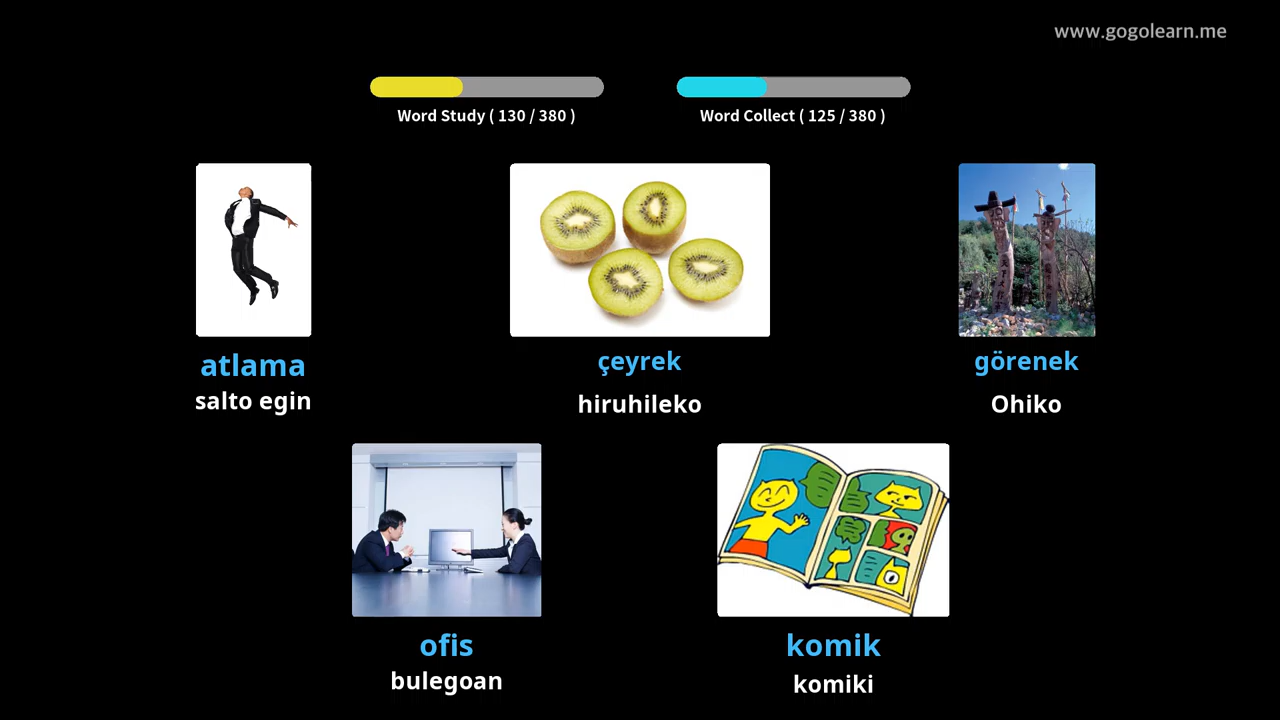 www.gogolearn.me
Word Study ( 130 / 380 )
Word Collect ( 125 / 380 )
atlama
salto egin
çeyrek
hiruhileko
görenek
Ohiko
ofis
bulegoan
komik
komiki